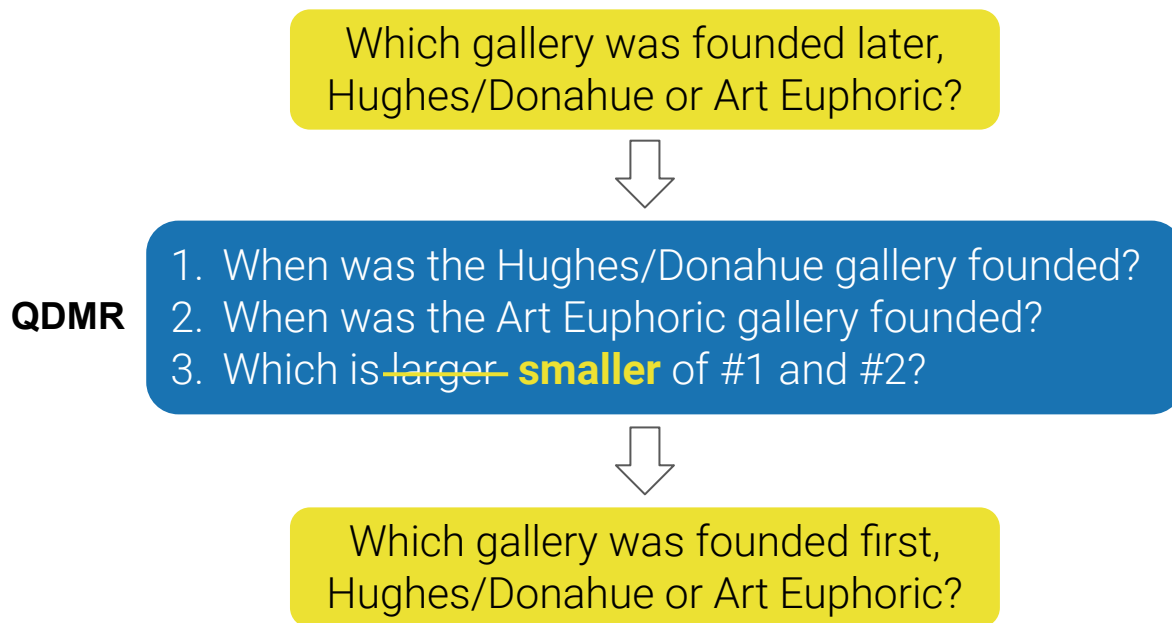 Which gallery was founded later,
Hughes/Donahue or Art Euphoric?
QDMR
1. When was the Hughes/Donahue gallery founded?
2. When was the Art Euphoric gallery founded?
3. Which is larger smaller of #1 and #2?
Which gallery was founded first,
Hughes/Donahue or Art Euphoric?